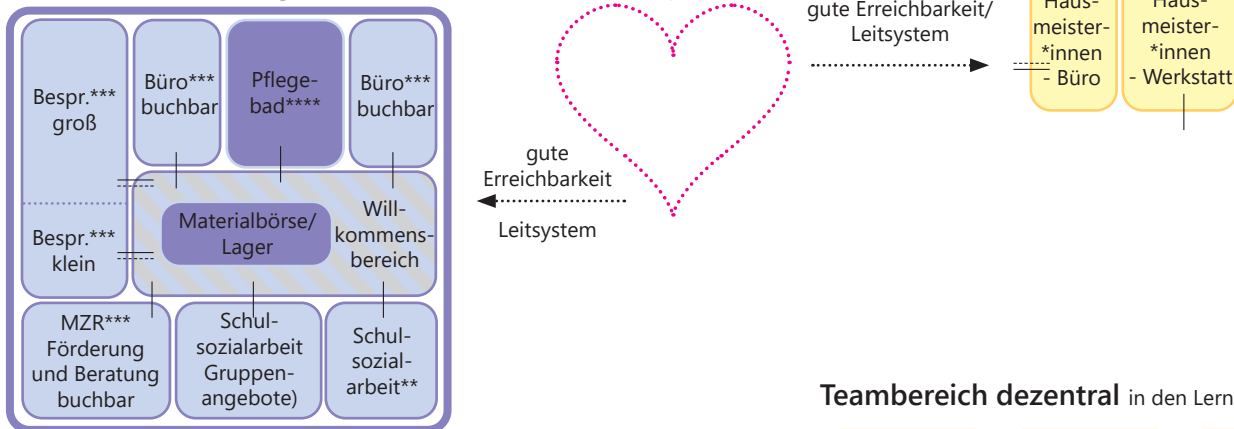 Bespr.***
groß
Büro***
buchbar
Pflege-
bad****
Büro***
buchbar
Bespr.***
klein
Materialbörse/
Lager
Will-
kommens-
bereich
MZR***
Förderung
und Beratung
buchbar
Schul-
sozialarbeit
Gruppen-
angebote)
Schul-
sozial-
arbeit**
gute
Erreichbarkeit
Leitsystem
gute Erreichbarkeit/
Leitsystem
Haus-
meister-
*innen
- Büro
Haus-
meister-
*innen
- Werkstatt
Teambereich dezentral in den Lern